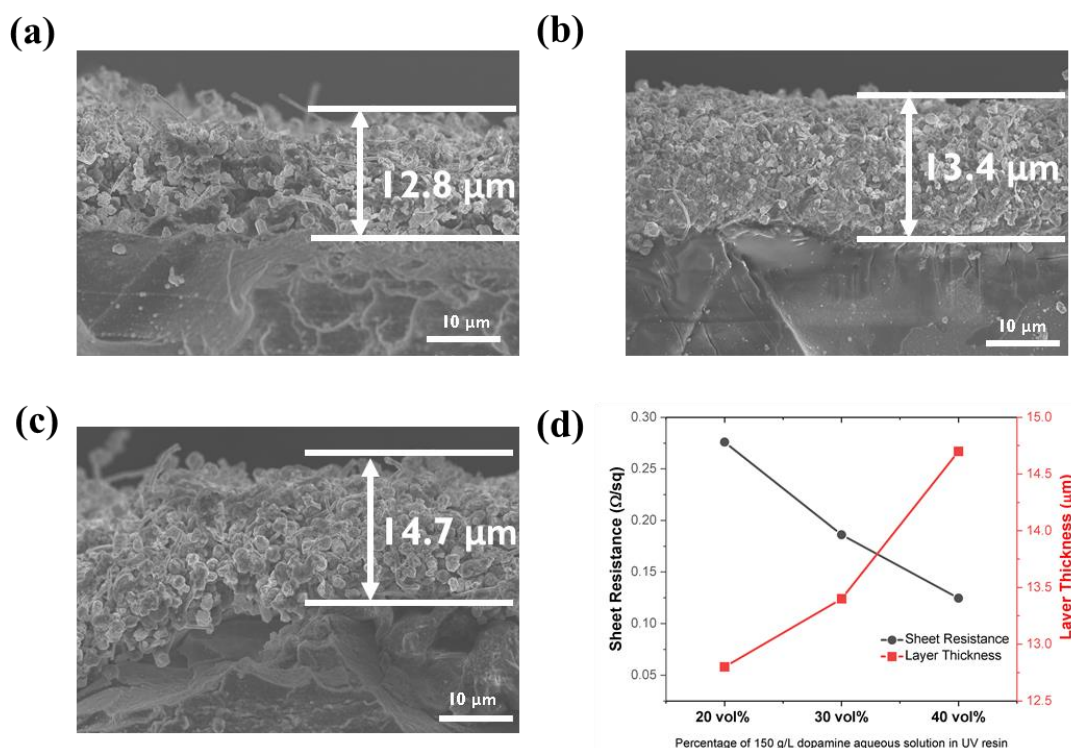 (a)
12.8 μm
10 μm
(b)
13.4 μm
10 μm
(c)
14.7 μm
10 μm
(d)
0.30
0.25
0.20
0.15
0.10
0.05
Sheet Resistance (Ω/sq)
15.0
14.5
14.0
13.5
13.0
12.5
Layer Thickness (μm)
Sheet Resistance
Layer Thickness
20 vol% 30 vol% 40 vol%
Percentage of 150 g/L dopamine aqueous solution in UV resin